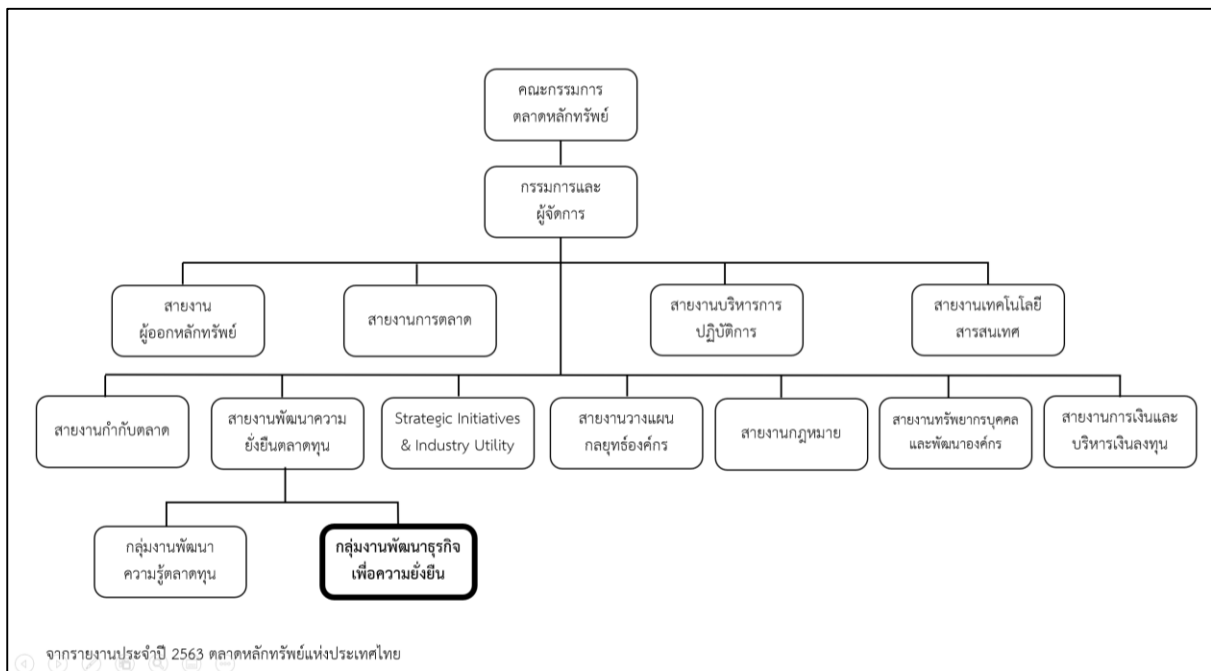 คณะกรรมการ
ตลาดหลักทรัพย์
กรรมการและ
ผู้จัดการ
สายงาน
ผู้ออกหลักทรัพย์
สายงานการตลาด
สายงานบริหารการ
ปฏิบัติการ
สายงานเทคโนโลยี
สารสนเทศ
สายงานกำกับตลาด
สายงานพัฒนาความ
ยั่งยืนตลาดทุน
Strategic Initiatives
& Industry Utility
สายงานวางแผน
กลยุทธ์องค์กร
สายงานกฎหมาย
สายงานทรัพยากรบุคคล
และพัฒนาองค์กร
สายงานการเงินและ
บริหารเงินลงทุน
กลุ่มงานพัฒนา
ความรู้ตลาดทุน
กลุ่มงานพัฒนาธุรกิจ
เพื่อความยั่งยืน
จากรายงานประจำปี 2563 ตลาดหลักทรัพย์แห่งประเทศไทย